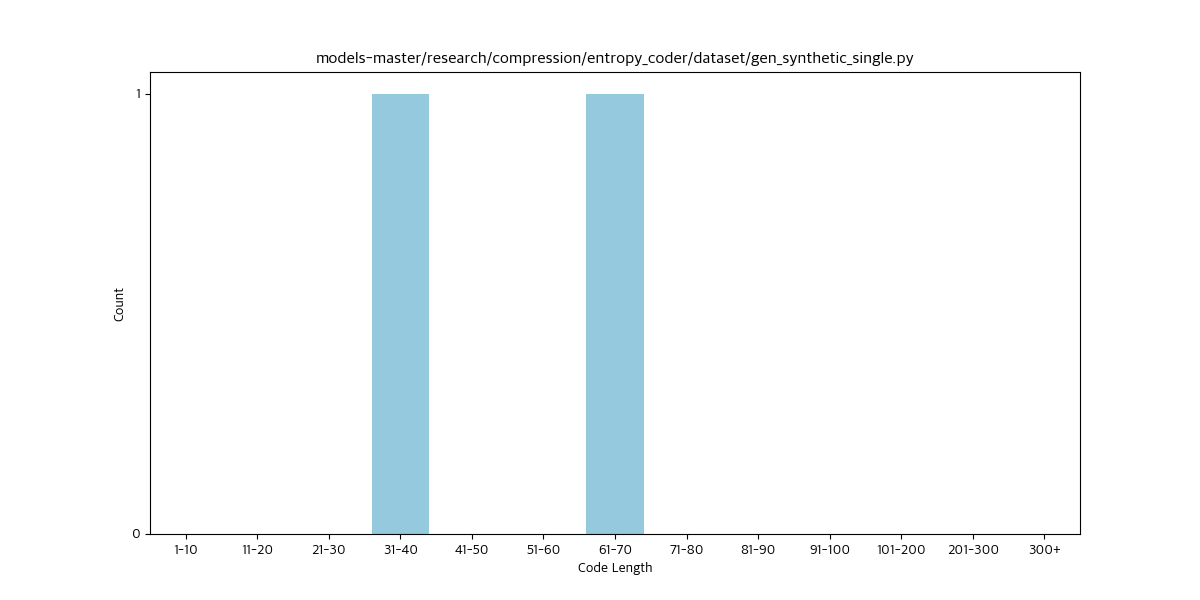 models-master/research/compression/entropy_coder/dataset/gen_synthetic_single.py
1
Count
0
1-10 11-20 21-30 31-40 41-50 51-60 61-70 71-80 81-90 91-100 101-200 201-300 300+
Code Length